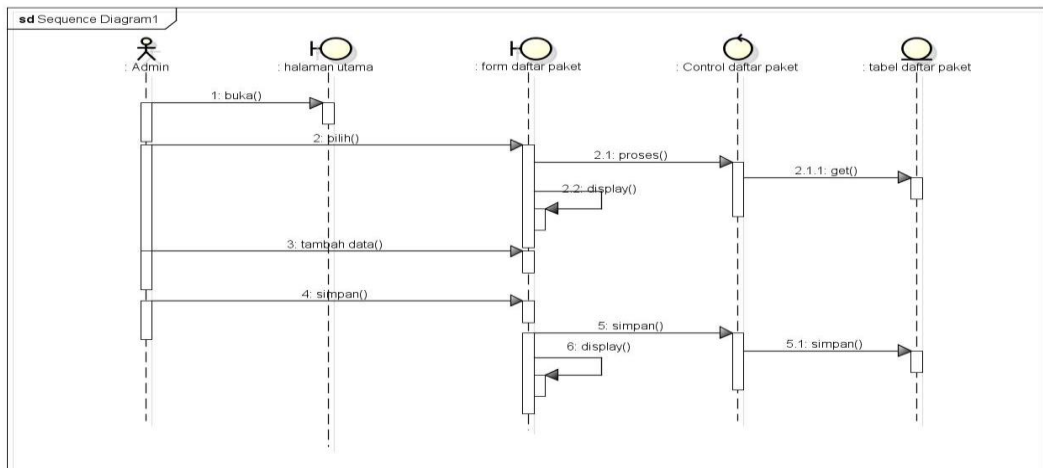 sd Sequence Diagram1
: Admin
: halaman utama
: form daftar paket
: Control daftar paket
: tabel daftar paket
1: buka()
2: pilih()
2.1: proses()
2.1.1: get()
2.2: display()
3: tambah data()
4: simpan()
5: simpan()
5.1: simpan()
6: display()